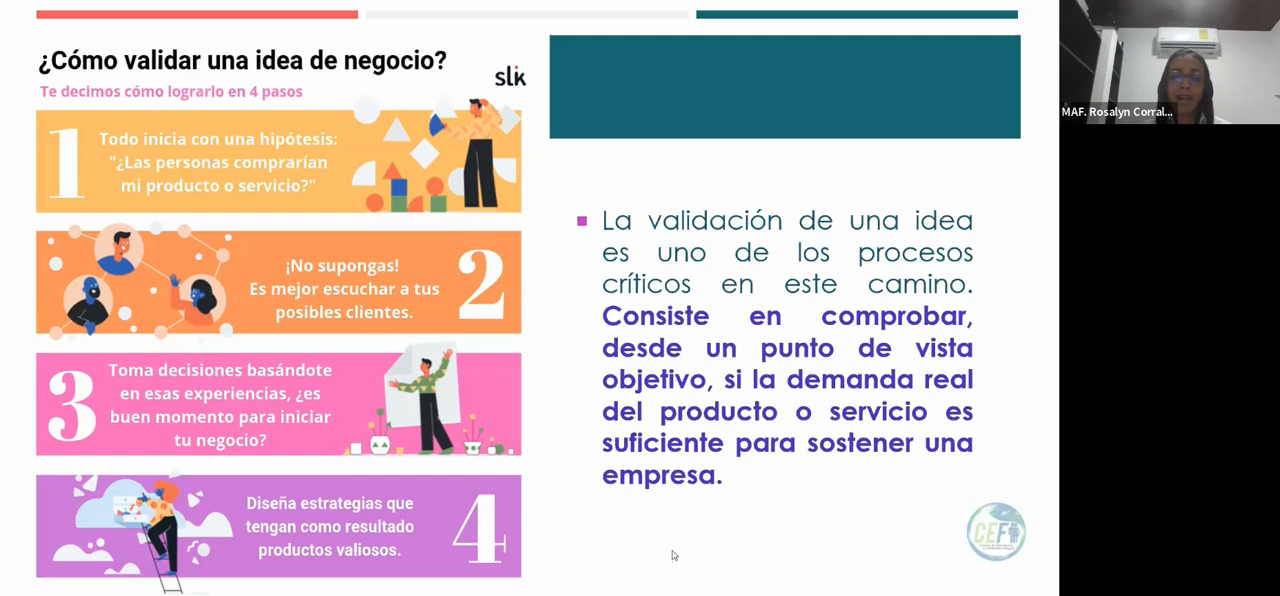 ¿Cómo validar una idea de negocio?
slik
Te decimos cómo lograrlo en 4 pasos
1
Todo inicia con una hipótesis:
"¿Las personas comprarían
mi producto o servicio?"
¡No supongas!
Es mejor escuchar a tus
posibles clientes.
2
3
Toma decisiones basándote
en esas experiencias, ¿es
buen momento para iniciar
tu negocio?
Diseña estrategias que
tengan como resultado
productos valiosos.
4
La validación de una idea
es uno de los procesos
críticos en este camino.
Consiste en comprobar,
desde un punto de vista
objetivo, si la demanda real
del producto o servicio es
suficiente para sostener una
empresa.
CEFI
MAF. Rosalyn Corral...